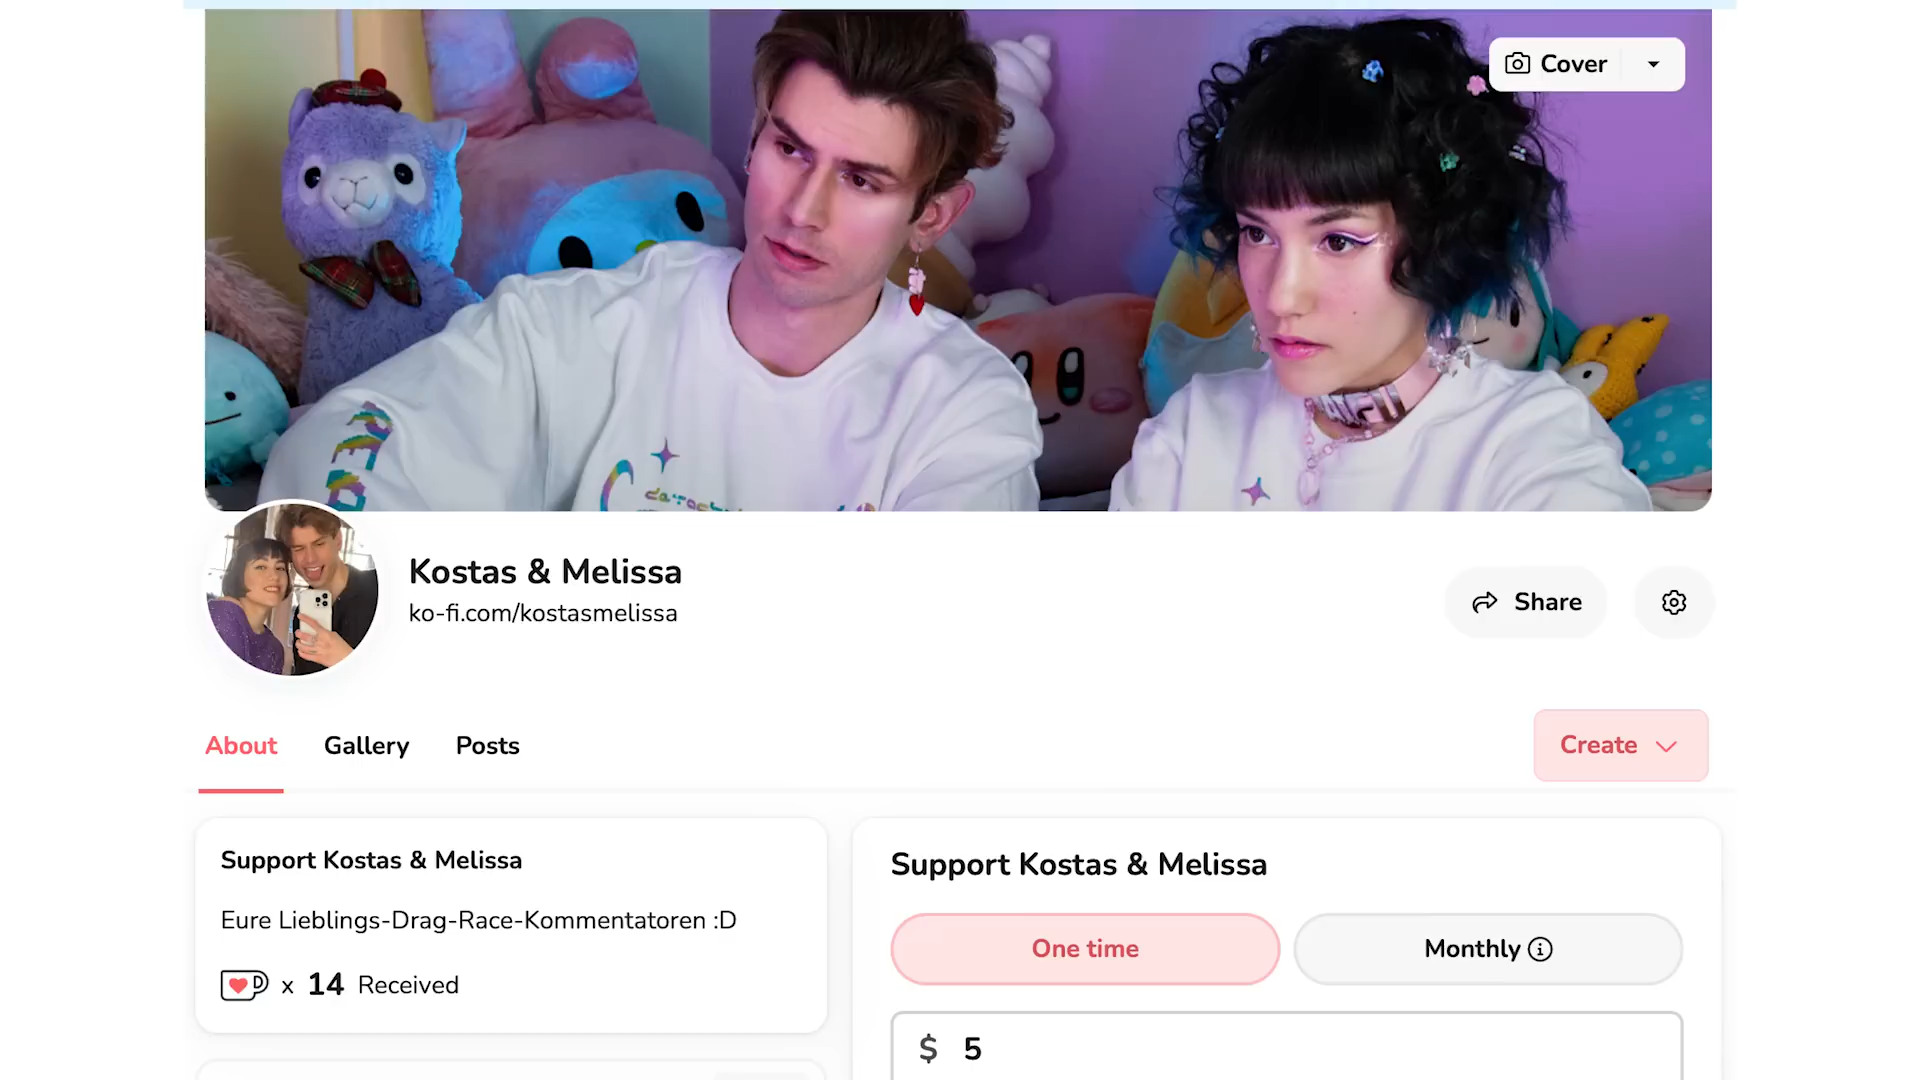 Cover
Kostas & Melissa
ko-fi.com/kostasmelissa
Share
About
Gallery
Posts
Create
Support Kostas & Melissa
Eure Lieblings-Drag-Race-Kommentatoren :D
x 14 Received
Support Kostas & Melissa
One time
Monthly
$ 5